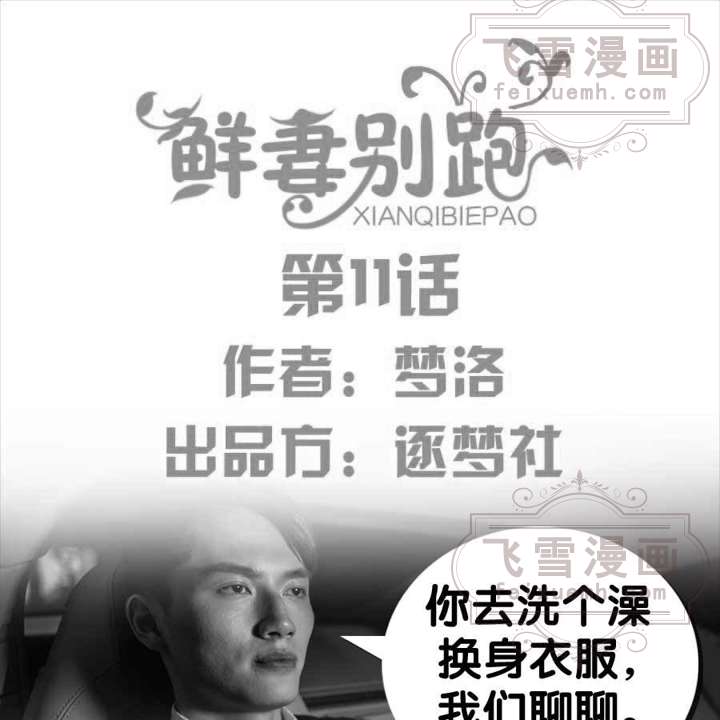 飞雪漫画
feixuemh.com
鲜妻别跑
XIANQIBIEPAO
第11话
作者：梦洛
出品方：逐梦社
飞雪漫画
feixuemh.com
你去洗个澡
换身衣服，
我们聊聊。